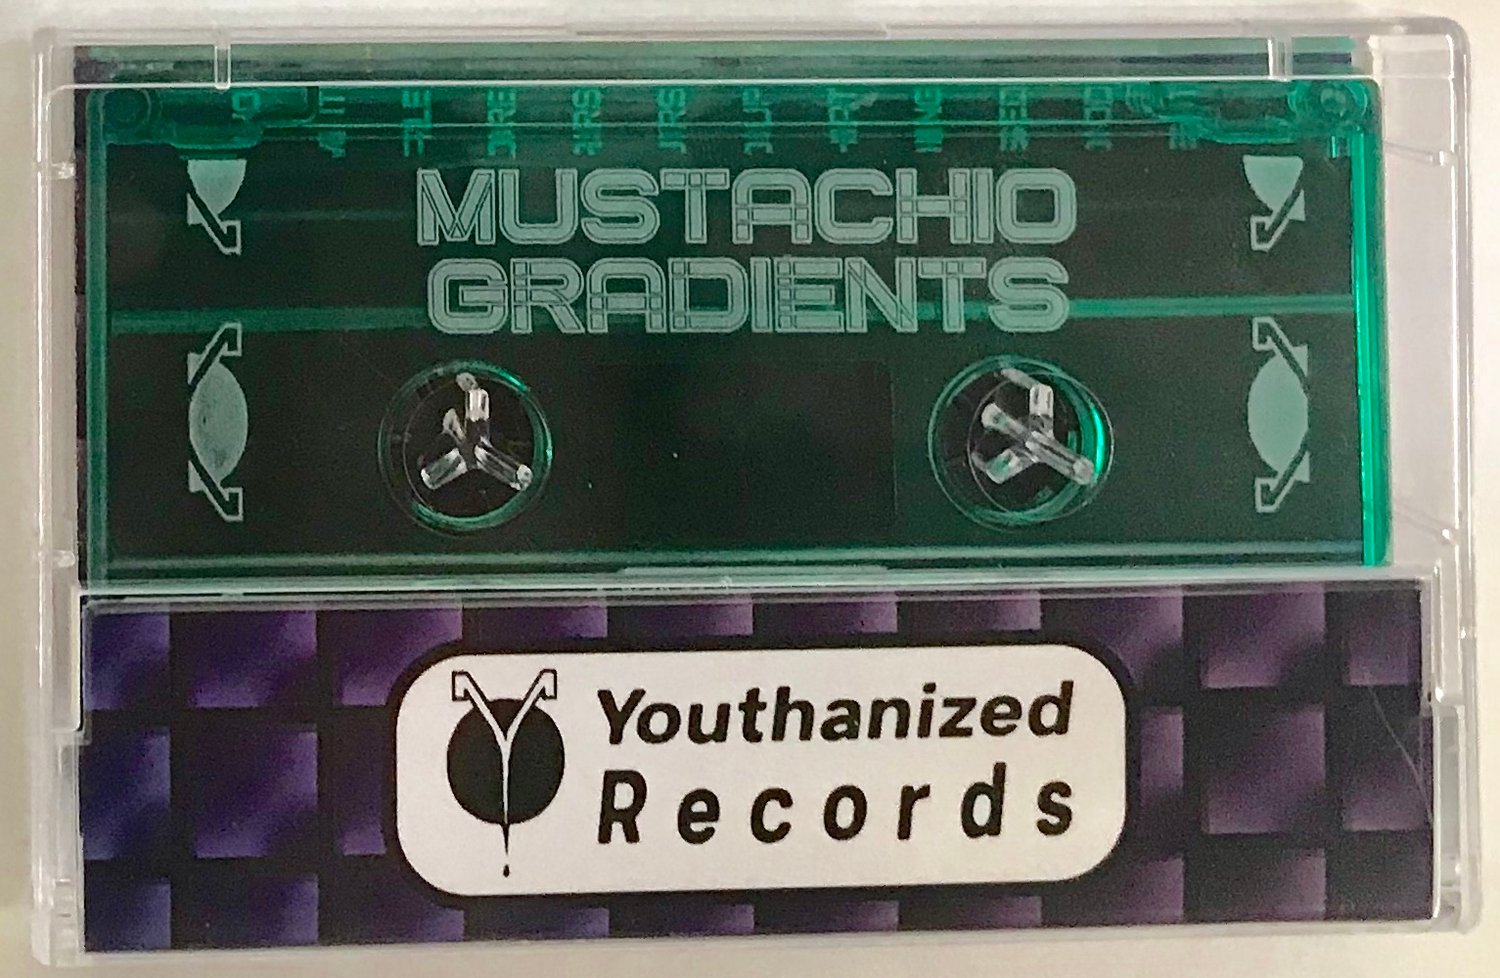 MUSTACHIO
GRADIENTS
Youthanized
Records